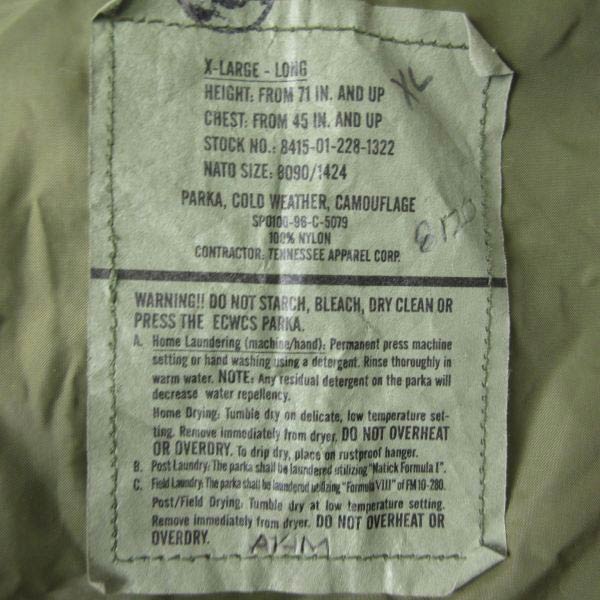 X-LARGE - LONG
XL
HEIGHT: FROM 71 IN. AND UP
CHEST: FROM 45 IN. AND UP
STOCK NO.: 8415-01-228-1322
NATO SIZE: 8090/1424
PARKA, COLD WEATHER, CAMOUFLAGE
SPO100-96-C-5079
100% NYLON
CONTRACTOR: TENNESSEE APPAREL CORP.
WARNING!! DO NOT STARCH, BLEACH, DRY CLEAN OR
PRESS THE ECWCS PARKA.
A. Home Laundering (machine/hand): Permanent press machine
setting or hand washing using a detergent. Rinse thoroughly in
warm water. NOTE: Any residual detergent on the parka will
decrease water repellency.
Home Drying: Tumble dry on delicate, low temperature set-
ting. Remove immediately from dryer. DO NOT OVERHEAT
OR OVERDRY. To drip dry, place on rustproof hanger.
B. Post Laundry: The parka shall be laundered utilizing "Natick Formula I".
C. Field Laundry: The parka shall be laundered utilizing "Formula VIII" of FM 10-280.
Post/Field Drying: Tumble dry at low temperature setting.
Remove immediately from dryer. DO NOT OVERHEAT OR
OVERDRY.